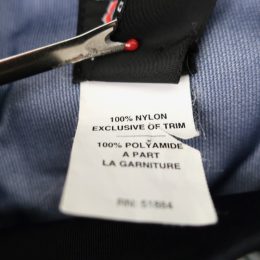 100% NYLON
EXCLUSIVE OF TRIM
100% POLYAMIDE
A PART
LA GARNITURE
RN: 51884